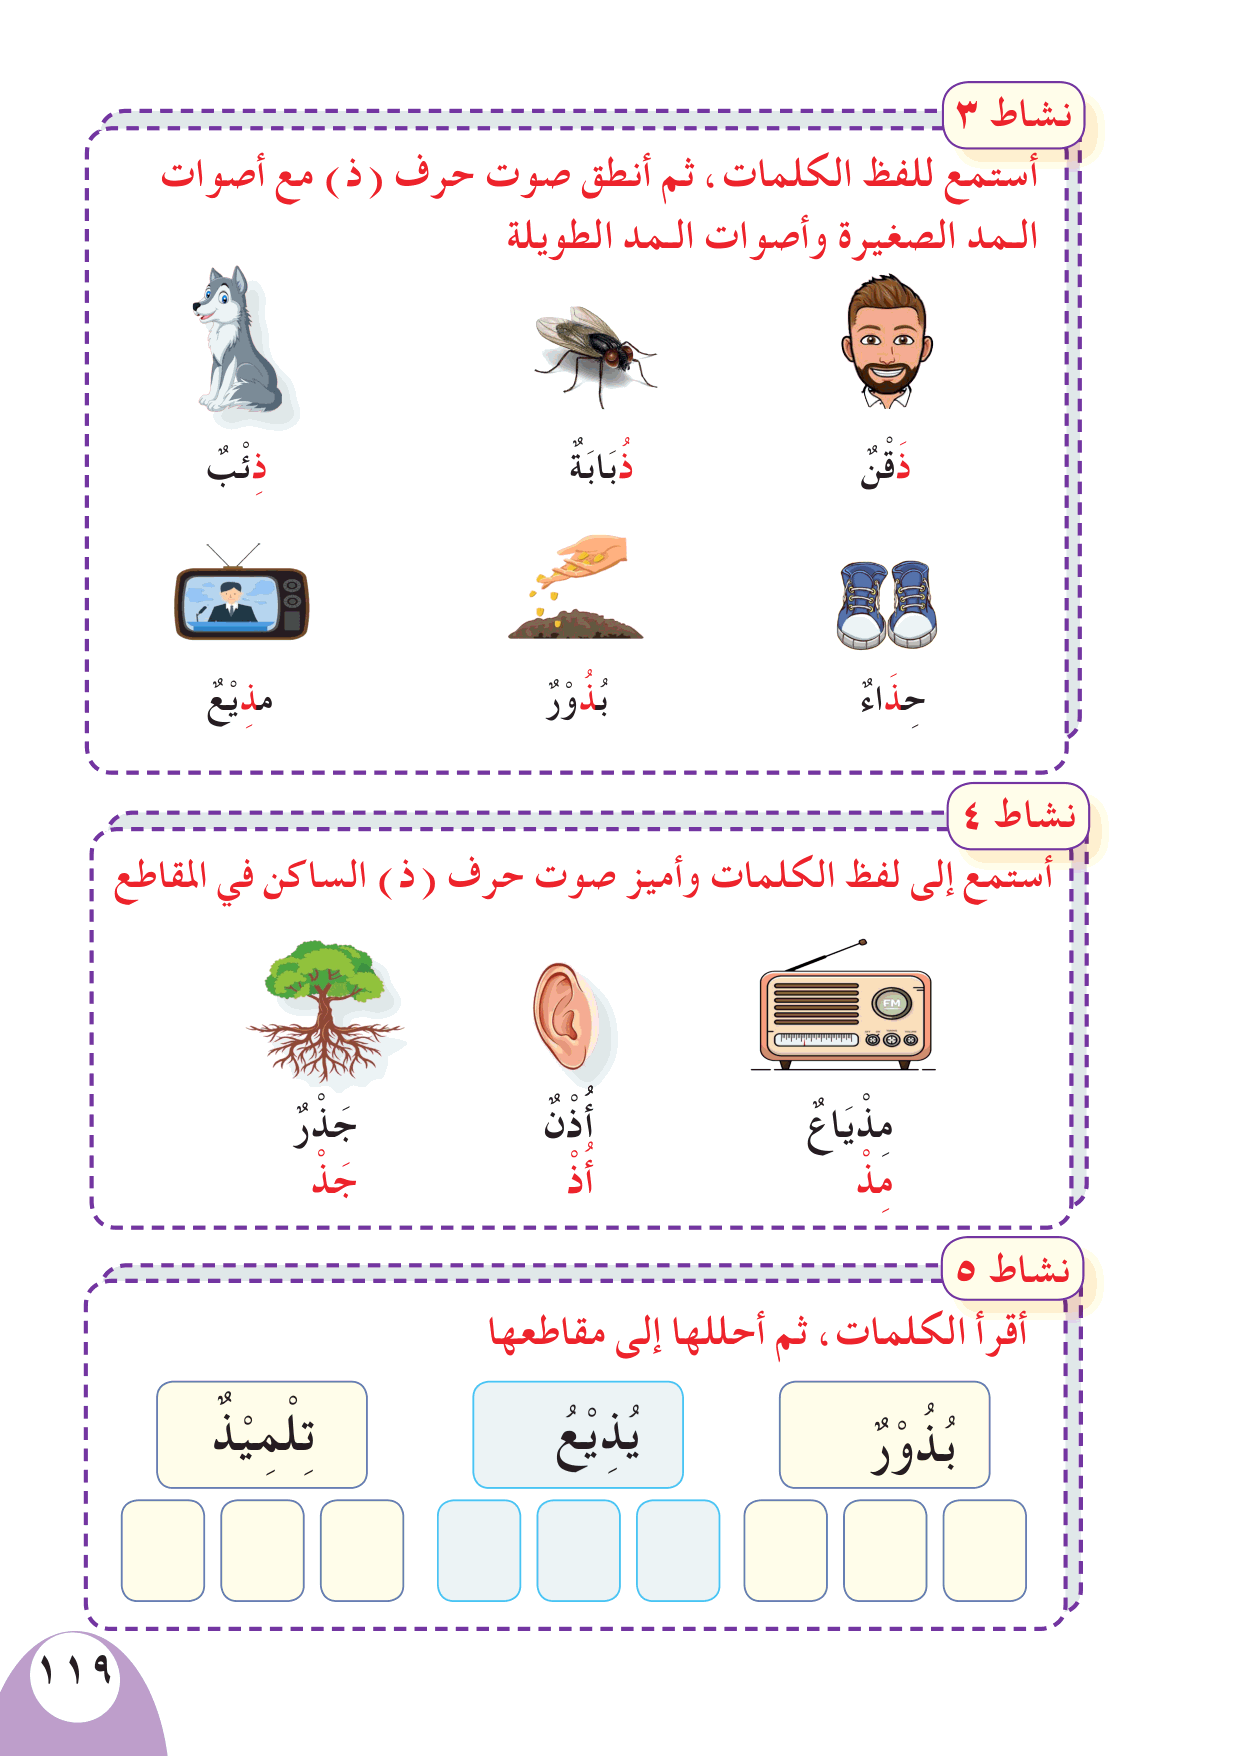 نشاط ٣
أستمع للفظ الكلمات، ثم أنطق صوت حرف (ذ) مع أصوات
المد الصغيرة وأصوات المد الطويلة
ذَقْنٌ ذُبَابَةٌ ذِئْبٌ
حِذَاءٌ بُذُوْرٌ مذِيْعٌ
نشاط ٤
أستمع إلى لفظ الكلمات وأميز صوت حرف (ذ) الساكن في المقاطع
FM
مِذْيَاعٌ أُذْنٌ جَذْرٌ
مِذْ أُذْ جَذْ
نشاط ٥
أقرأ الكلمات، ثم أحللها إلى مقاطعها
بُذُوْرٌ يُذِيْعُ تِلْمِيْذٌ
١١٩